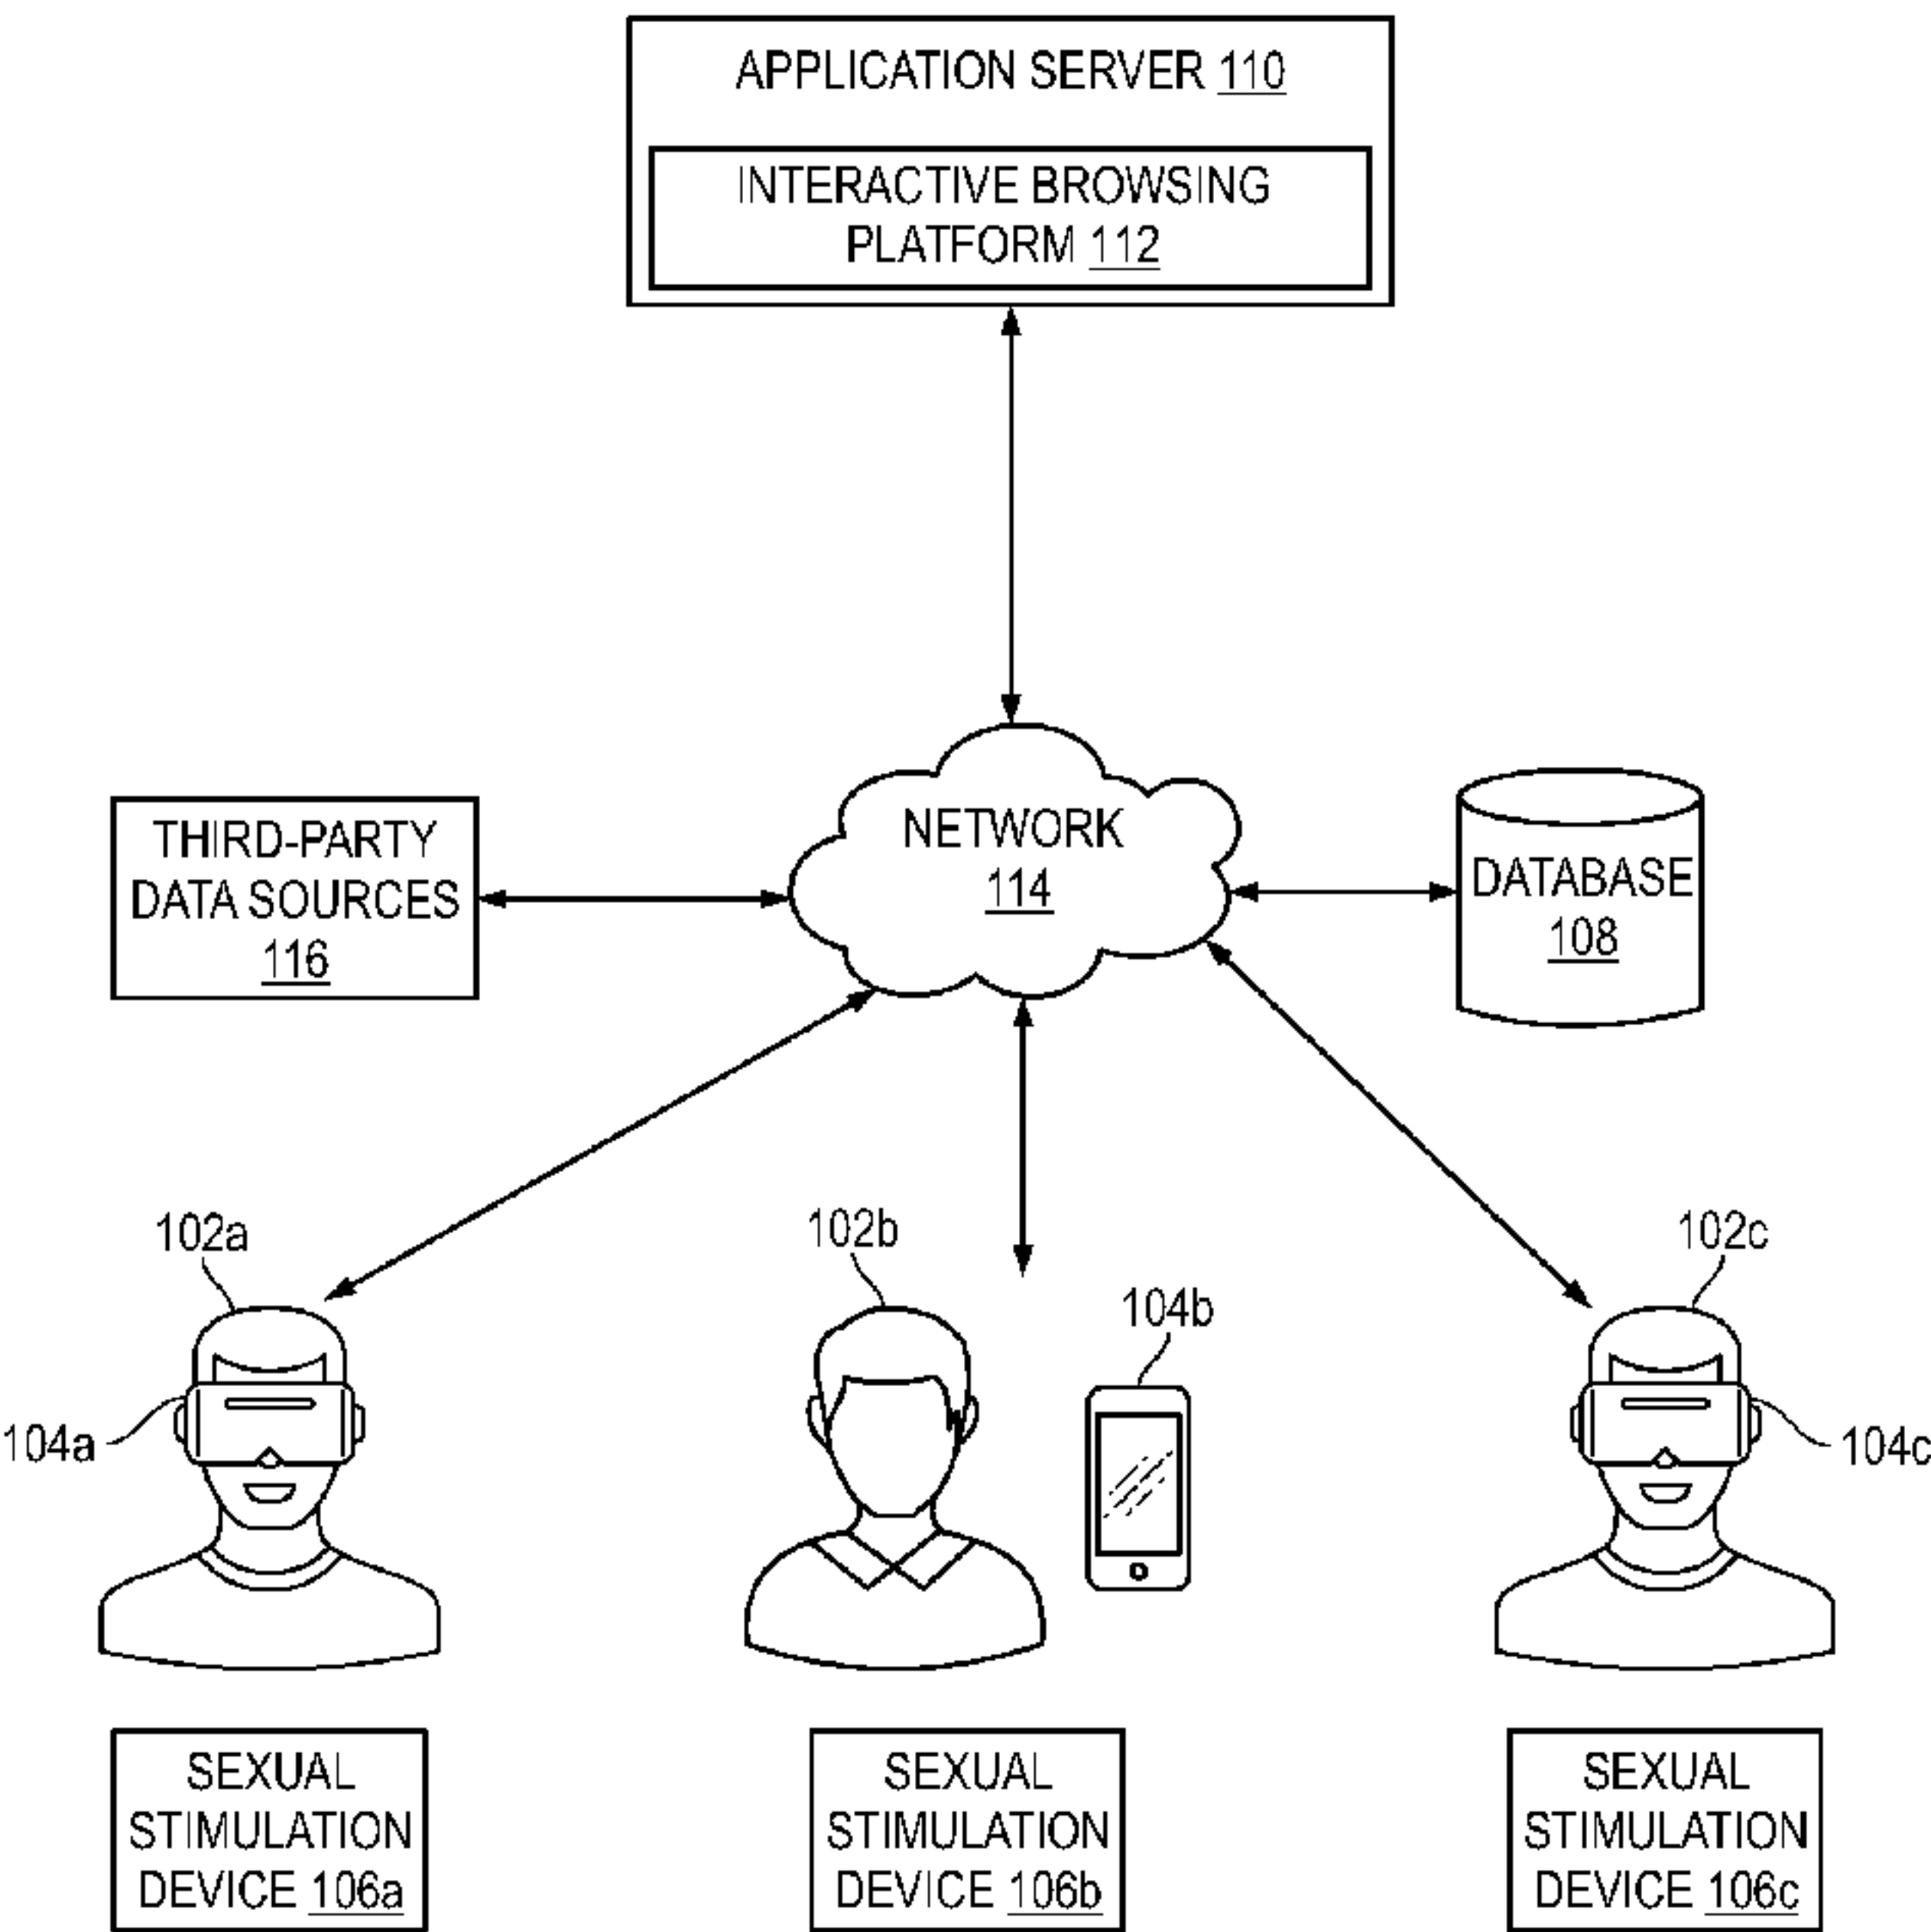 APPLICATION SERVER 110
INTERACTIVE BROWSING
PLATFORM 112
THIRD-PARTY
DATA SOURCES
116
NETWORK
114
DATABASE
108
102a
102b
102c
104b
104a
104c
SEXUAL
STIMULATION
DEVICE 106a
SEXUAL
STIMULATION
DEVICE 106b
SEXUAL
STIMULATION
DEVICE 106c